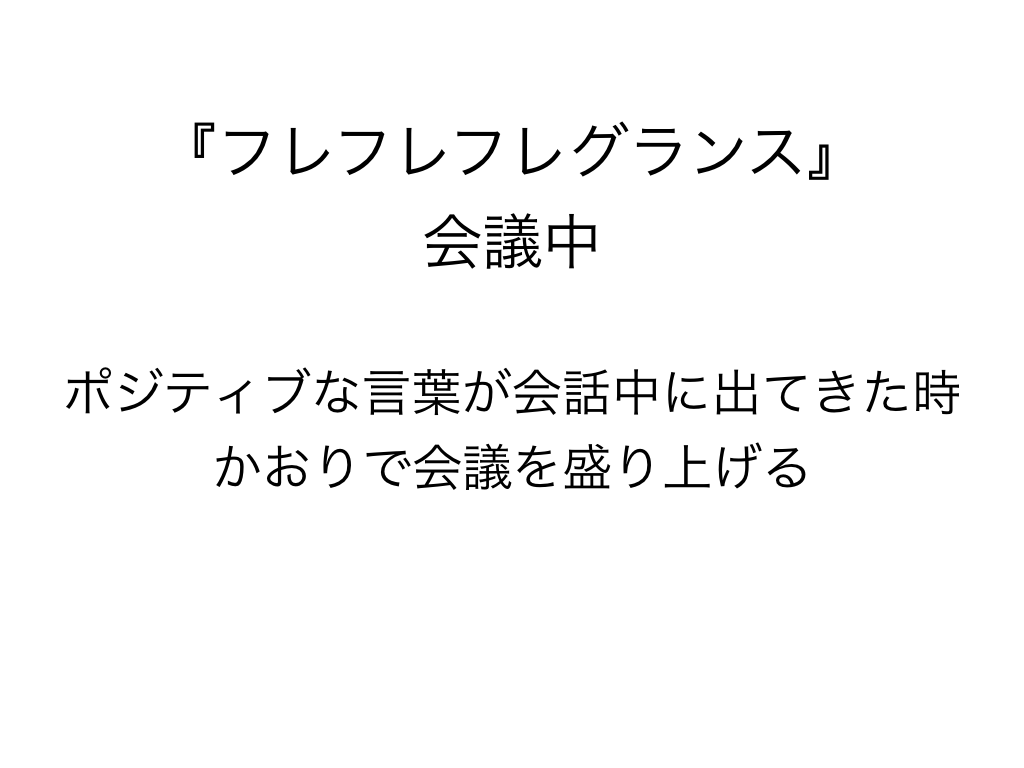 『フレフレフレグランス』
会議中
ポジティブな言葉が会話中に出てきた時
かおりで会議を盛り上げる